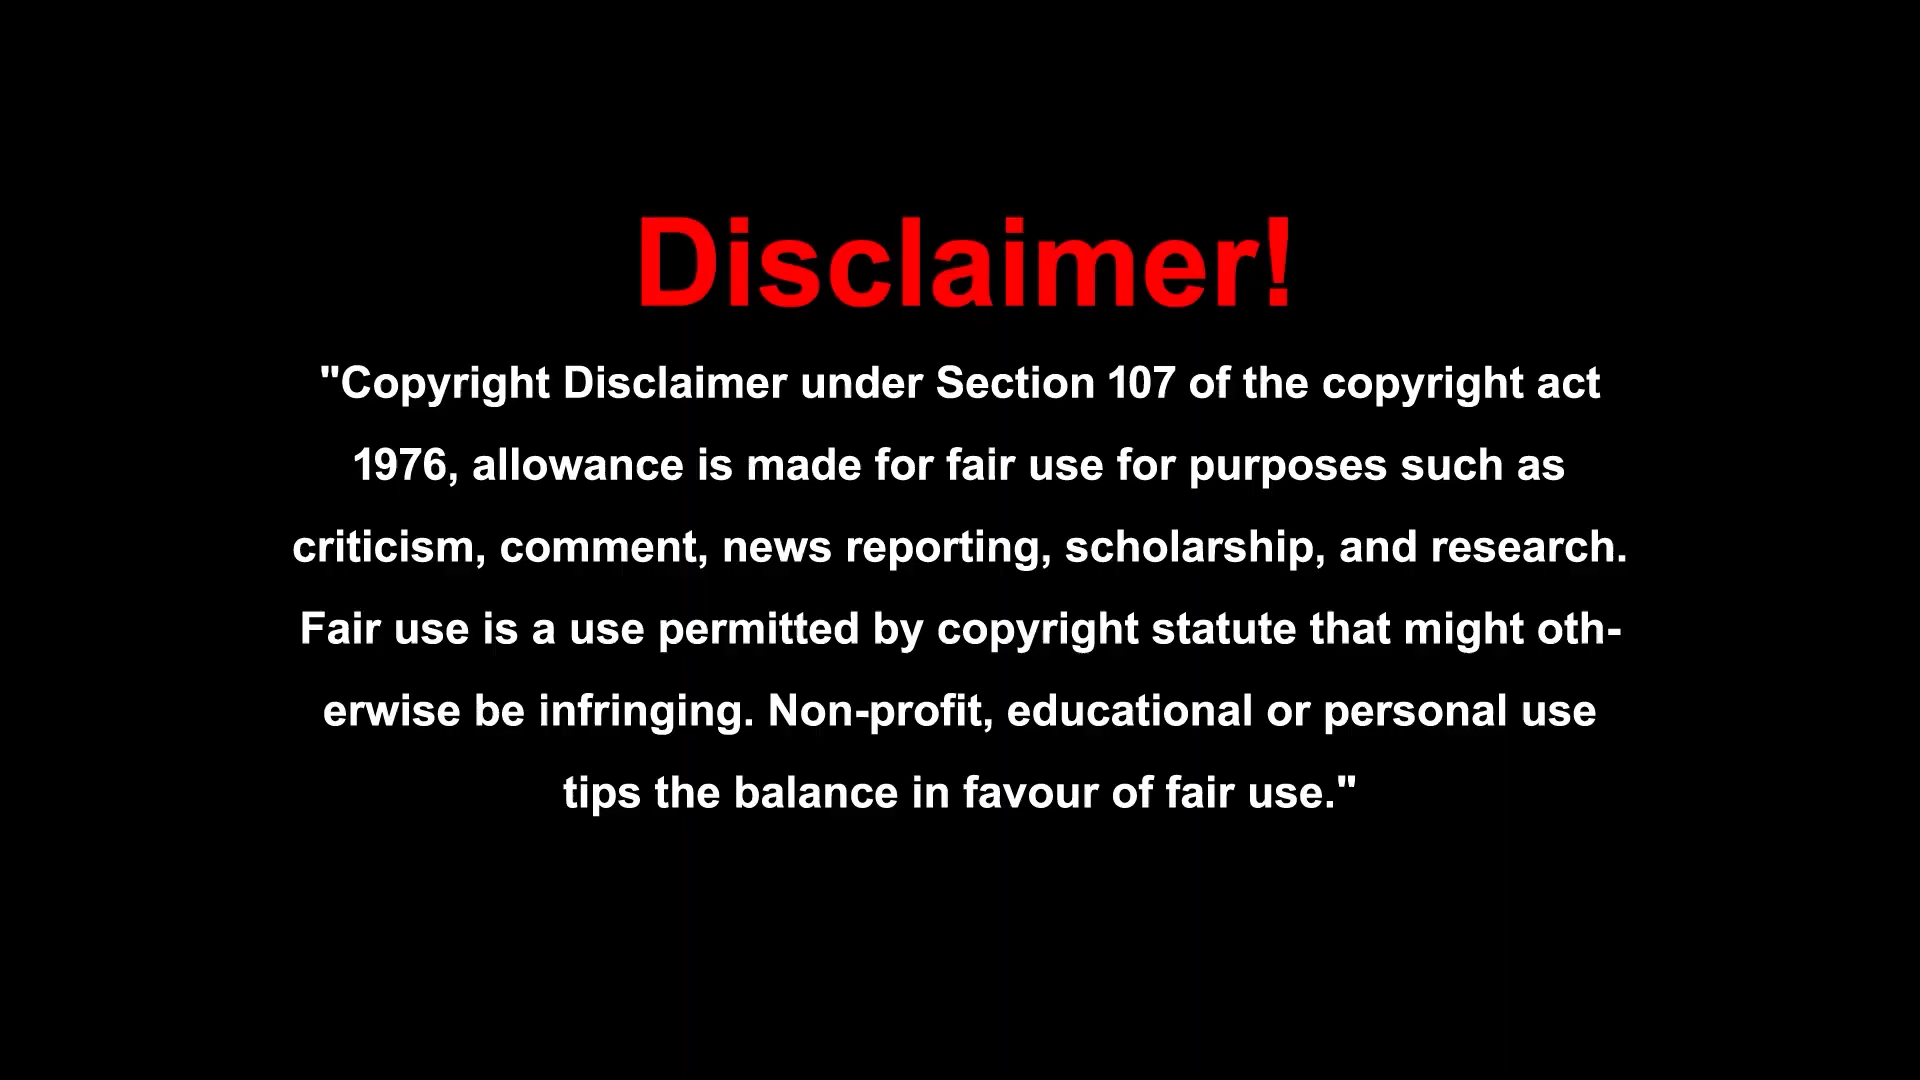 Disclaimer!
"Copyright Disclaimer under Section 107 of the copyright act
1976, allowance is made for fair use for purposes such as
criticism, comment, news reporting, scholarship, and research.
Fair use is a use permitted by copyright statute that might oth-
erwise be infringing. Non-profit, educational or personal use
tips the balance in favour of fair use."